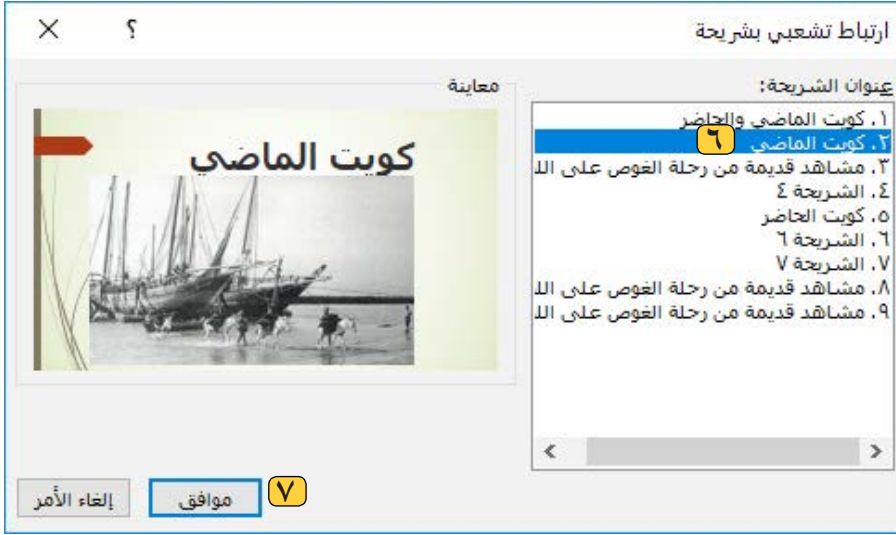 ارتباط تشعبي بشريحة
؟
عنوان الشريحة:
١. كويت الماضي والحاضر
٢. كويت الماضي
٦
٣. مشاهد قديمة من رحلة الغوص على الل
٤. الشريحة ٤
٥. كويت الحاضر
٦. الشريحة ٦
٧. الشريحة ٧
٨. مشاهد قديمة من رحلة الغوص على الل
٩. مشاهد قديمة من رحلة الغوص على الل
معاينة
كويت الماضي
٧
موافق
إلغاء الأمر